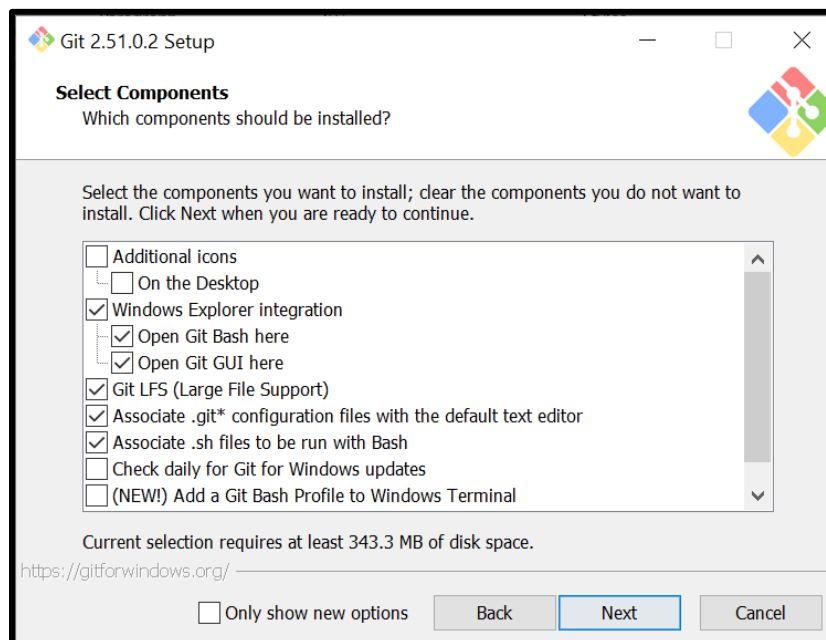 Git 2.51.0.2 Setup
Select Components
Which components should be installed?
Select the components you want to install; clear the components you do not want to
install. Click Next when you are ready to continue.
Additional icons
On the Desktop
Windows Explorer integration
Open Git Bash here
Open Git GUI here
Git LFS (Large File Support)
Associate .git* configuration files with the default text editor
Associate .sh files to be run with Bash
Check daily for Git for Windows updates
(NEW!) Add a Git Bash Profile to Windows Terminal
Current selection requires at least 343.3 MB of disk space.
https://gitforwindows.org/
Only show new options
Back
Next
Cancel